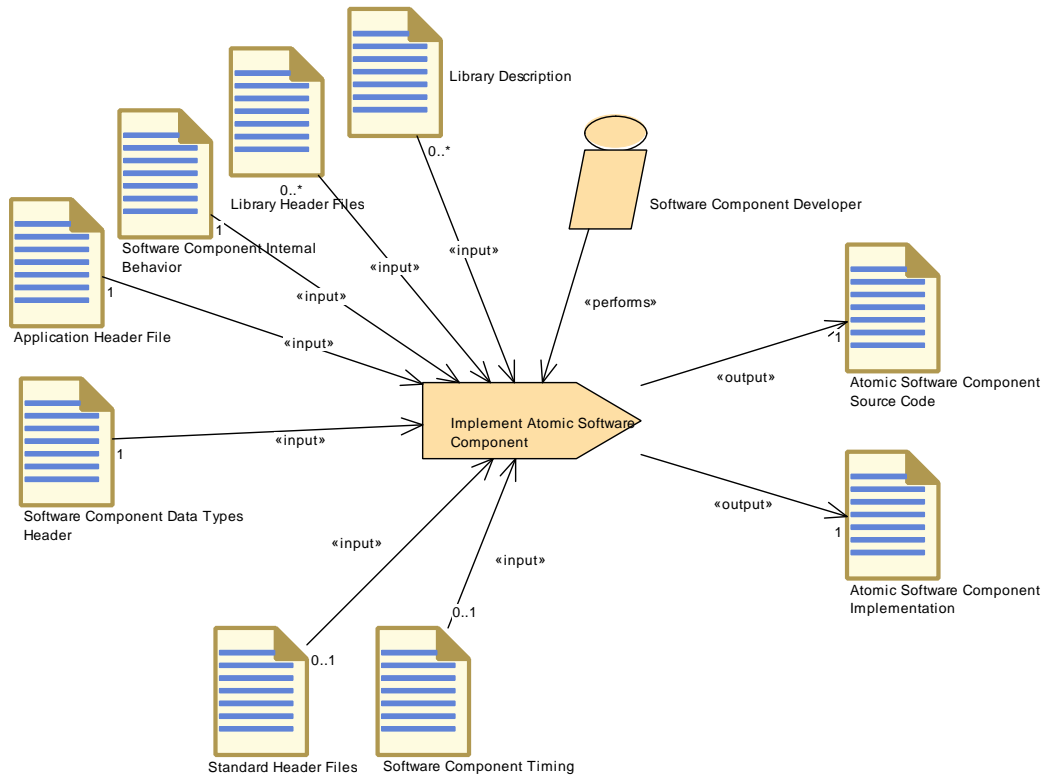 Library Description
0..*
Library Header Files
0..*
Software Component Internal
Behavior
1
Application Header File
1
Software Component Developer
«input»
«input»
«input»
«input»
«performs»
1
Atomic Software Component
Source Code
«output»
Implement Atomic Software
Component
«input»
1
Software Component Data Types
Header
«output»
1
Atomic Software Component
Implementation
«input»
«input»
0..1
0..1
Standard Header Files
Software Component Timing